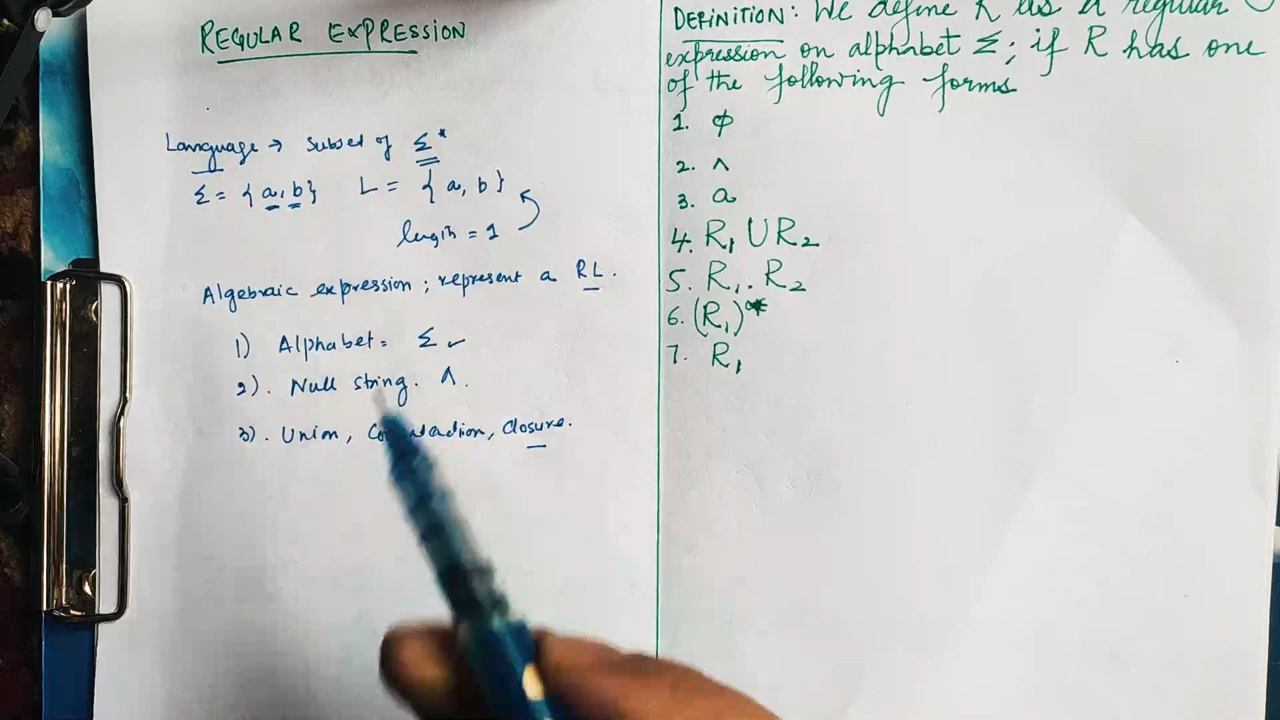 REGULAR EXPRESSION
Language → Subset of Σ*
Σ = {a, b} L = {a, b}
length = 1
Algebraic expression ; represent a RL.
1) Alphabet = Σ ✓
2). Null string. ∧.
3). Union, closure.
DEFINITION: We define R as a regular
expression on alphabet Σ; if R has one
of the following forms
1. ϕ
2. ∧
3. a
4. R₁ ∪ R₂
5. R₁. R₂
6. (R₁)*
7. R₁